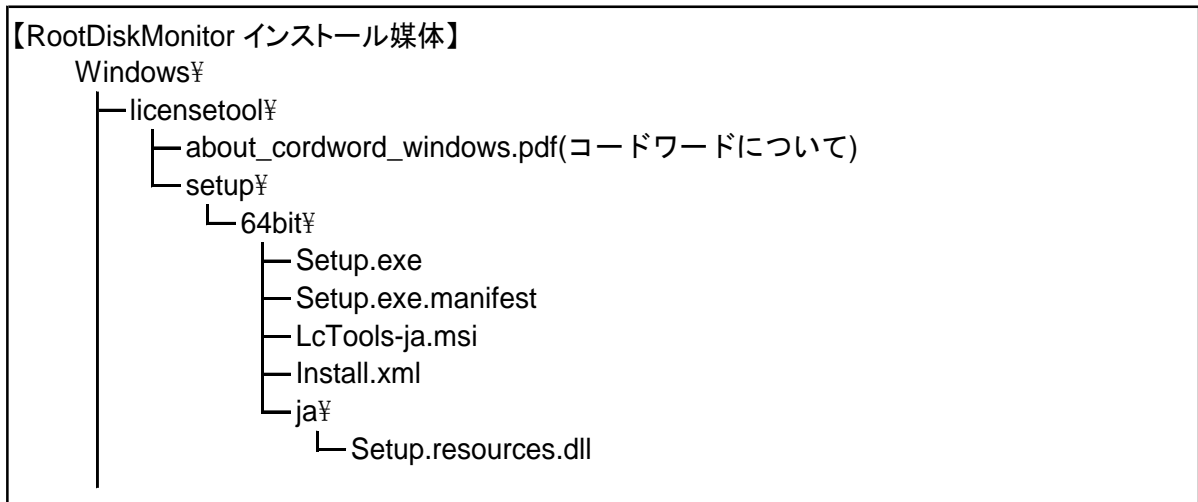 【RootDiskMonitor インストール媒体】
Windows¥
licensetool¥
about_cordword_windows.pdf(コードワードについて)
setup¥
64bit¥
Setup.exe
Setup.exe.manifest
LcTools-ja.msi
Install.xml
ja¥
Setup.resources.dll